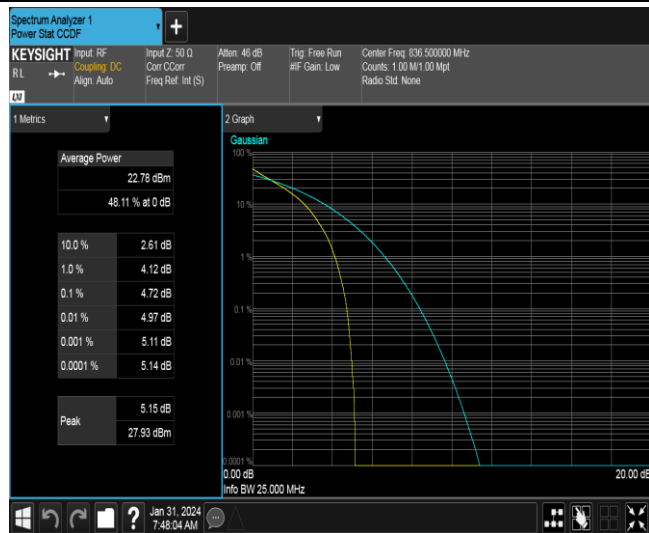 Spectrum Analyzer 1
Power Stat CCDF
+
KEYSIGHT
RL
Input: RF
Coupling: DC
Align: Auto
Input Z: 50 Ω
Corr CCorr
Freq Ref: Int (S)
Atten: 46 dB
Preamp: Off
Trig: Free Run
#IF Gain: Low
Center Freq: 836.500000 MHz
Counts: 1.00 M/1.00 Mpt
Radio Std: None
1 Metrics
Average Power
22.78 dBm
48.11 % at 0 dB
10.0 % 2.61 dB
1.0 % 4.12 dB
0.1 % 4.72 dB
0.01 % 4.97 dB
0.001 % 5.11 dB
0.0001 % 5.14 dB
Peak
5.15 dB
27.93 dBm
2 Graph
Gaussian
100 %
10 %
1 %
0.1 %
0.01 %
0.001 %
0.0001 %
0.00 dB 20.00 dB
Info BW 25.000 MHz
?
Jan 31, 2024
7:48:04 AM